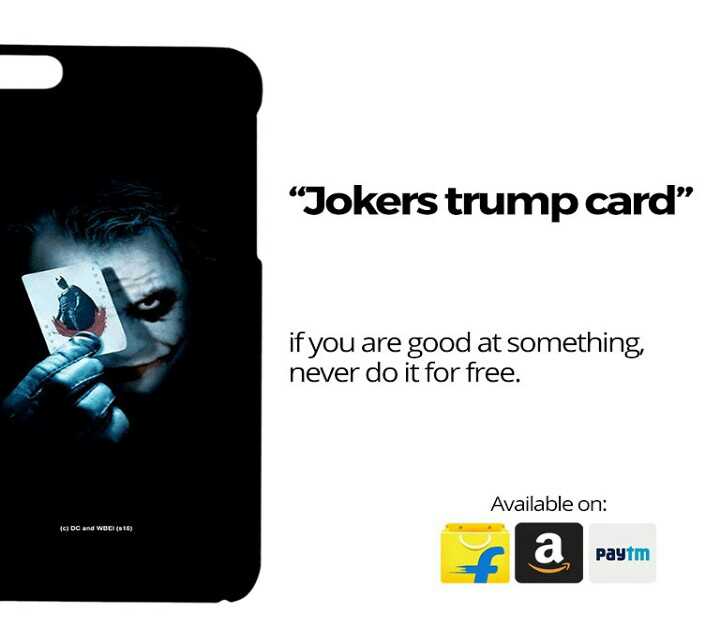 “Jokers trump card”
if you are good at something,
never do it for free.
(c) DC and WBEI (s16)
Available on:
f
a
Paytm